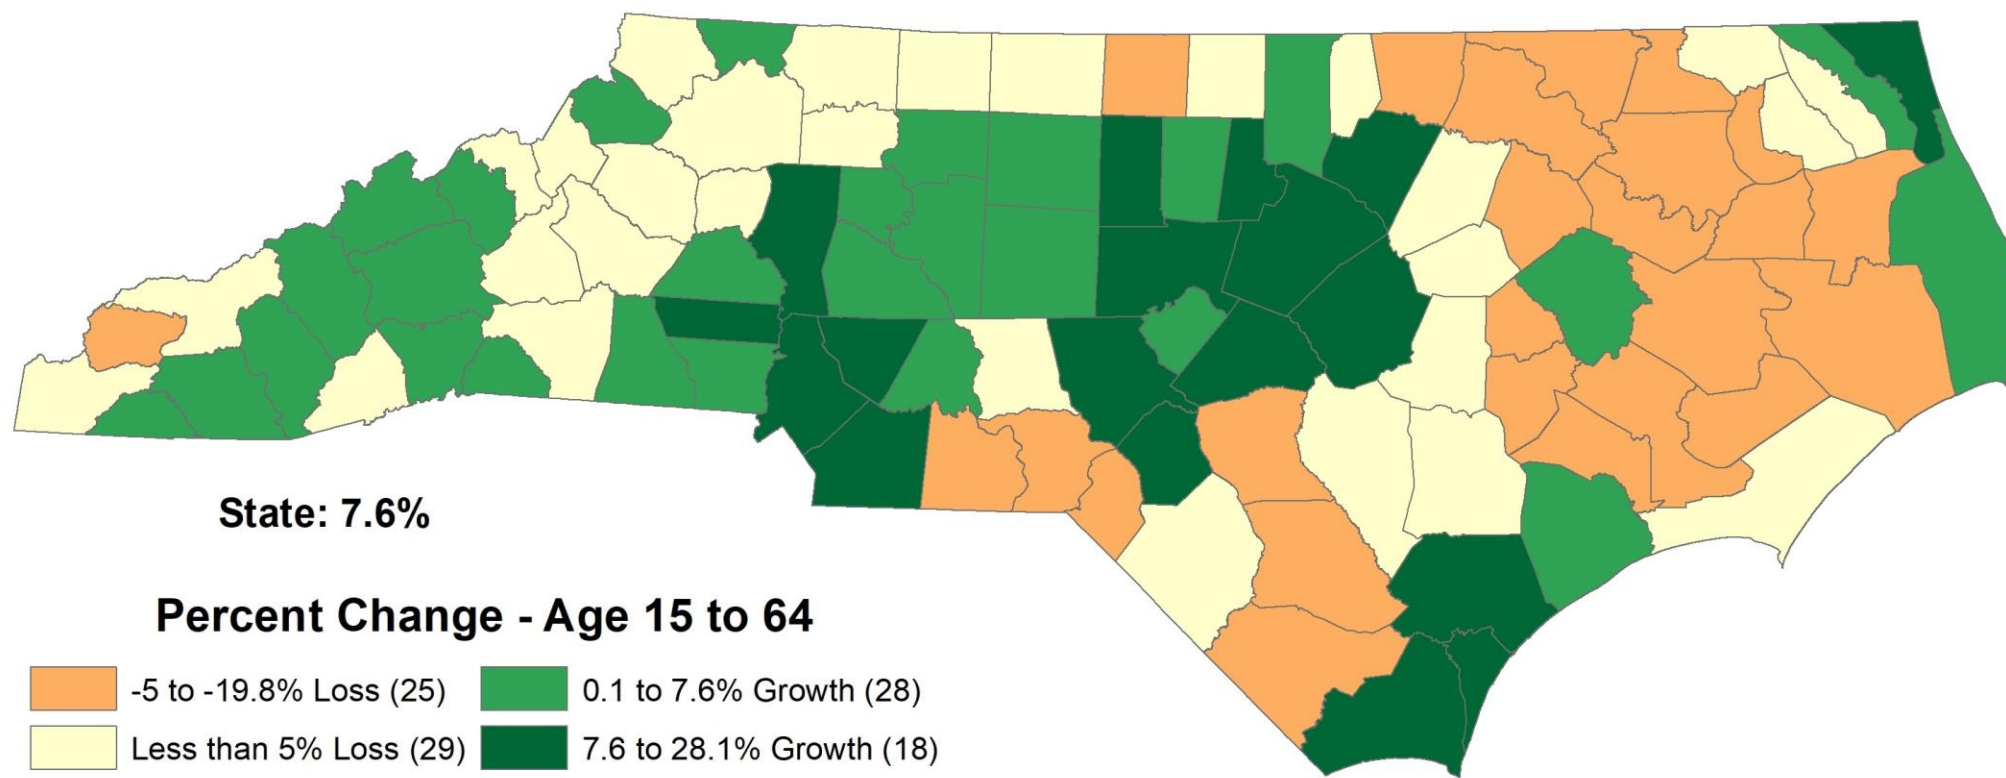 State: 7.6%
Percent Change - Age 15 to 64
-5 to -19.8% Loss (25)
0.1 to 7.6% Growth (28)
Less than 5% Loss (29)
7.6 to 28.1% Growth (18)